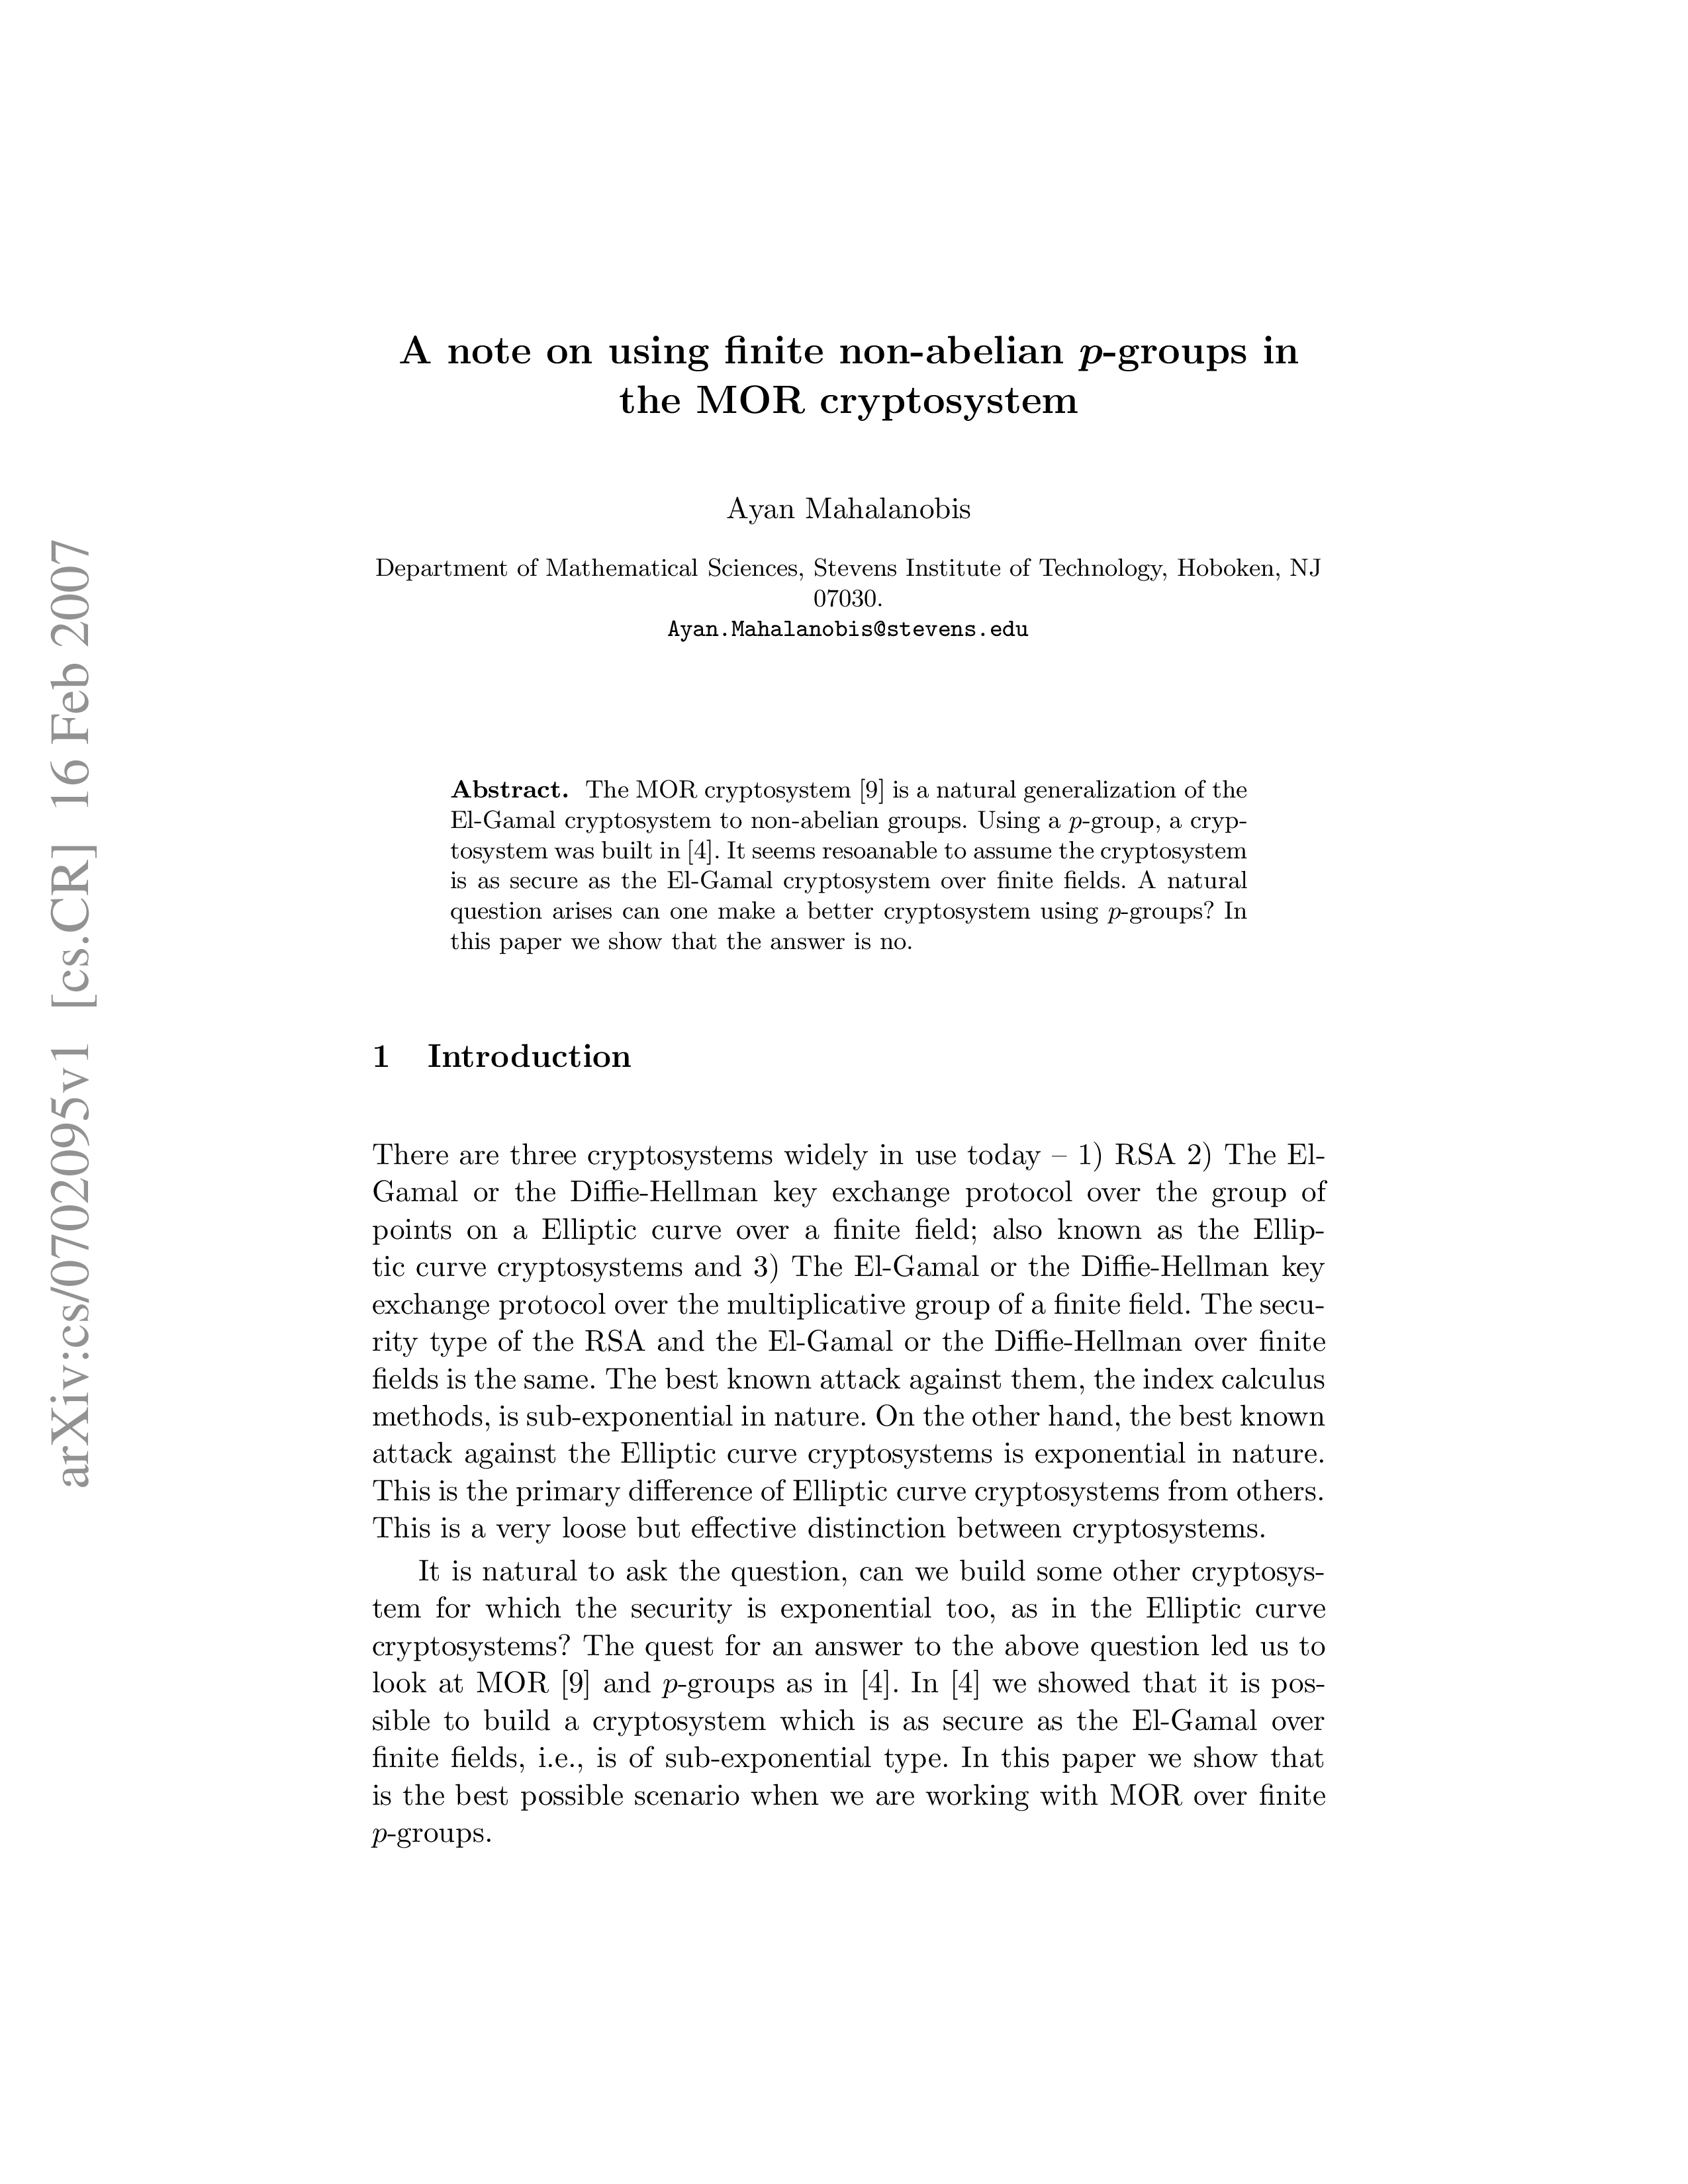 arXiv:cs/0702095v1 [cs.CR] 16 Feb 2007
A note on using finite non-abelian p-groups in
the MOR cryptosystem
Ayan Mahalanobis
Department of Mathematical Sciences, Stevens Institute of Technology, Hoboken, NJ
07030.
Ayan.Mahalanobis@stevens.edu
Abstract. The MOR cryptosystem [9] is a natural generalization of the
El-Gamal cryptosystem to non-abelian groups. Using a p-group, a cryp-
tosystem was built in [4]. It seems resoanable to assume the cryptosystem
is as secure as the El-Gamal cryptosystem over finite fields. A natural
question arises can one make a better cryptosystem using p-groups? In
this paper we show that the answer is no.
1 Introduction
There are three cryptosystems widely in use today – 1) RSA 2) The El-
Gamal or the Diffie-Hellman key exchange protocol over the group of
points on a Elliptic curve over a finite field; also known as the Ellip-
tic curve cryptosystems and 3) The El-Gamal or the Diffie-Hellman key
exchange protocol over the multiplicative group of a finite field. The secu-
rity type of the RSA and the El-Gamal or the Diffie-Hellman over finite
fields is the same. The best known attack against them, the index calculus
methods, is sub-exponential in nature. On the other hand, the best known
attack against the Elliptic curve cryptosystems is exponential in nature.
This is the primary difference of Elliptic curve cryptosystems from others.
This is a very loose but effective distinction between cryptosystems.
It is natural to ask the question, can we build some other cryptosys-
tem for which the security is exponential too, as in the Elliptic curve
cryptosystems? The quest for an answer to the above question led us to
look at MOR [9] and p-groups as in [4]. In [4] we showed that it is pos-
sible to build a cryptosystem which is as secure as the El-Gamal over
finite fields, i.e., is of sub-exponential type. In this paper we show that
is the best possible scenario when we are working with MOR over finite
p-groups.